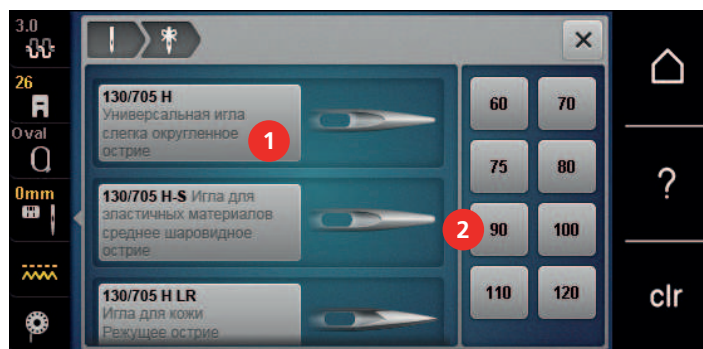 3.0
26
Oval
0mm
130/705 H
Универсальная игла
слегка округленное
острие
1
130/705 H-S Игла для
эластичных материалов
среднее шаровидное
острие
2
130/705 H LR
Игла для кожи
Режущее острие
60 70
75 80
90 100
110 120
?
clr